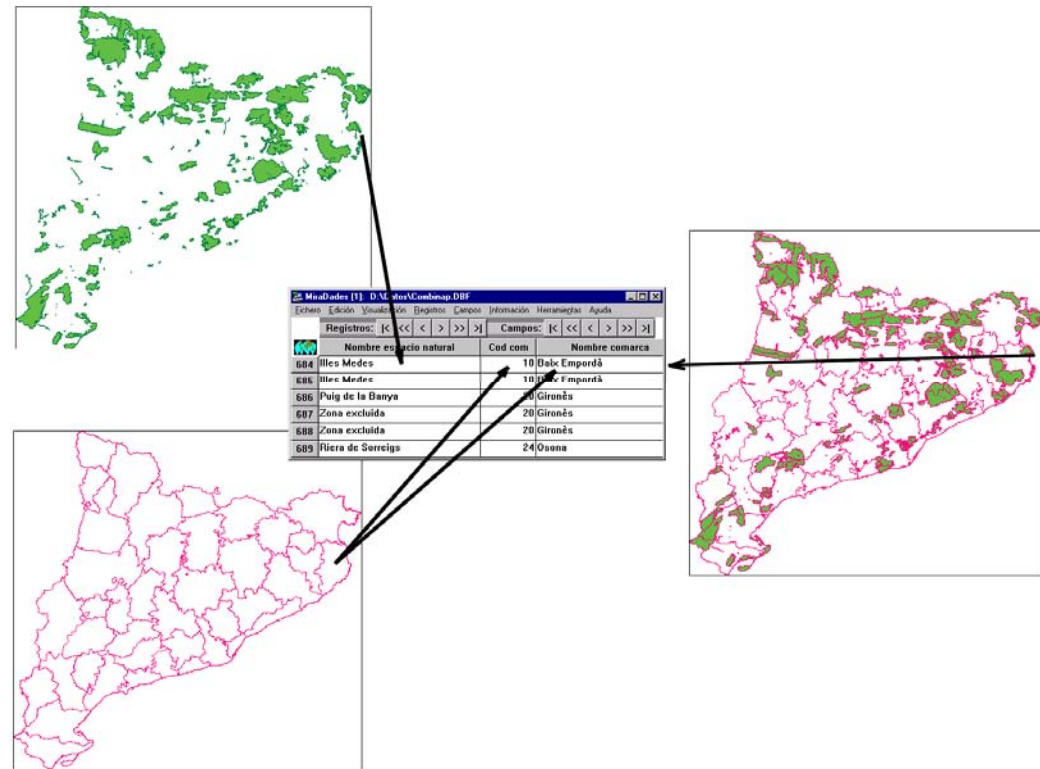 MiraDades [1]: D:\Datos\Combinap.DBF
Fichero Edición Visualización Registros Campos Información Herramientas Ayuda
Registros: |< << < > >> >| Campos: |< << < > >> >|
Nombre espacio natural Cod com Nombre comarca
684 Illes Medes 10 Baix Empordà
685 Illes Medes 10 Baix Empordà
686 Puig de la Banya 20 Gironès
687 Zona excluida 20 Gironès
688 Zona excluida 20 Gironès
689 Riera de Sorreigs 24 Osona